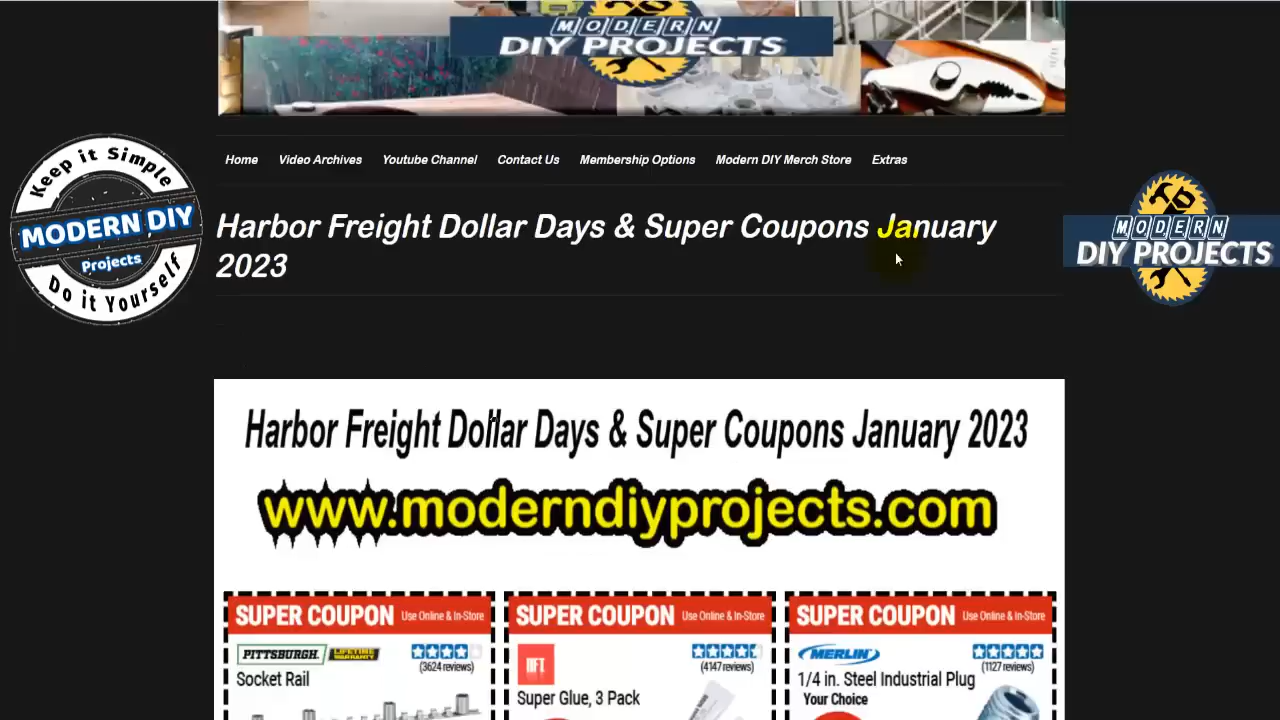 MODERN
DIY PROJECTS
Home Video Archives Youtube Channel Contact Us Membership Options Modern DIY Merch Store Extras
Keep it Simple
MODERN DIY
Projects
Do it Yourself
Harbor Freight Dollar Days & Super Coupons January
2023
MODERN
DIY PROJECTS
Harbor Freight Dollar Days & Super Coupons January 2023
www.moderndiyprojects.com
SUPER COUPON Use Online & In-Store
PITTSBURGH LIFETIME WARRANTY
(3624 reviews)
Socket Rail
SUPER COUPON Use Online & In-Store
HFT
(4147 reviews)
Super Glue, 3 Pack
SUPER COUPON Use Online & In-Store
MERLIN
(1127 reviews)
1/4 in. Steel Industrial Plug
Your Choice